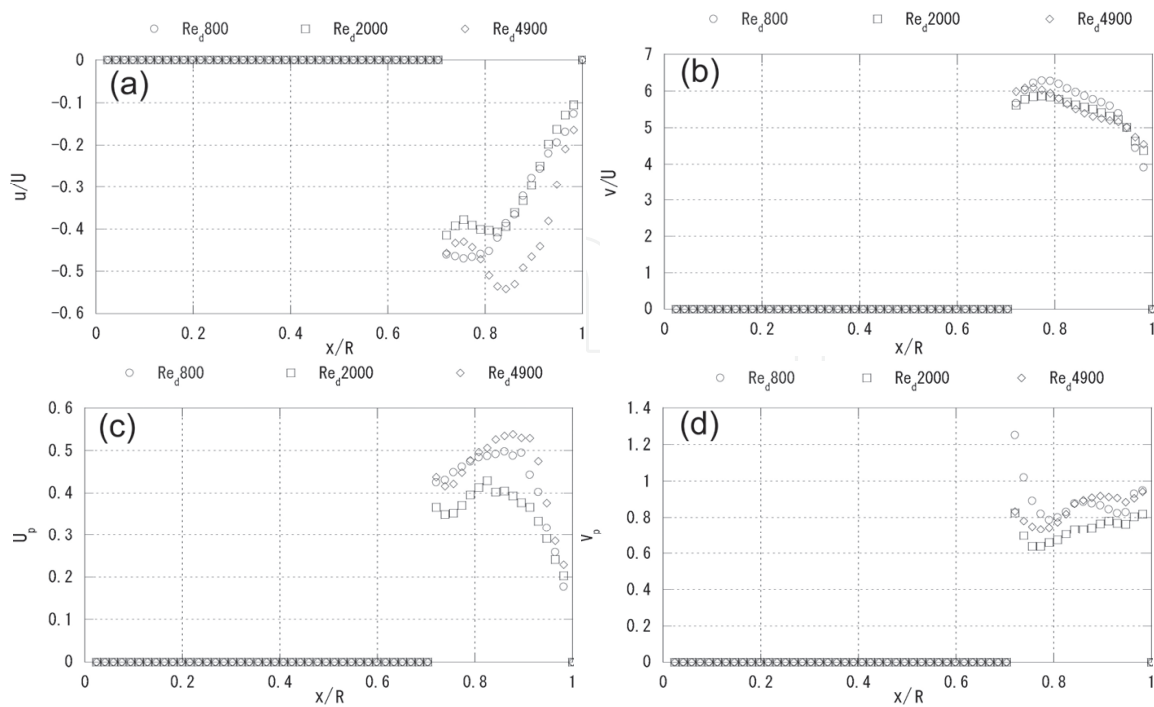 Re_d800 Re_d2000 Re_d4900
(a)
0
-0.1
-0.2
-0.3
-0.4
-0.5
-0.6
u/U
0 0.2 0.4 0.6 0.8 1
x/R
Re_d800 Re_d2000 Re_d4900
(b)
7
6
5
4
3
2
1
0
v/U
0 0.2 0.4 0.6 0.8 1
x/R
Re_d800 Re_d2000 Re_d4900
(c)
0.6
0.5
0.4
0.3
0.2
0.1
0
U_p
0 0.2 0.4 0.6 0.8 1
x/R
Re_d800 Re_d2000 Re_d4900
(d)
1.4
1.2
1
0.8
0.6
0.4
0.2
0
V_p
0 0.2 0.4 0.6 0.8 1
x/R